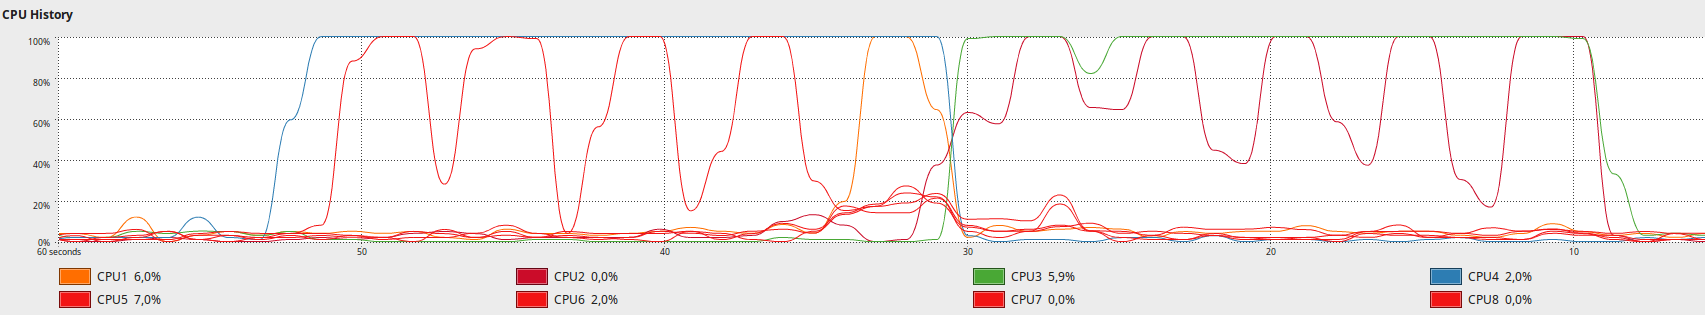 CPU History
100%
80%
60%
40%
20%
0%
60 seconds 50 40 30 20 10
CPU1 6,0% CPU2 0,0% CPU3 5,9% CPU4 2,0%
CPU5 7,0% CPU6 2,0% CPU7 0,0% CPU8 0,0%